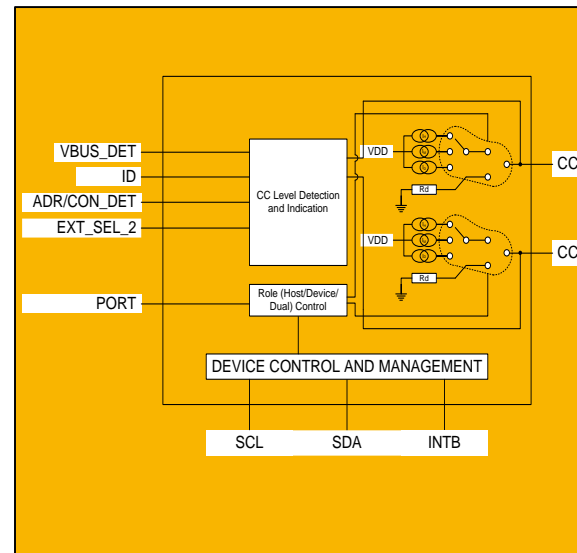 VBUS_DET
ID
ADR/CON_DET
EXT_SEL_2
PORT
CC Level Detection
and Indication
Role (Host/Device/
Dual) Control
DEVICE CONTROL AND MANAGEMENT
SCL
SDA
INTB
VDD
Rd
CC
VDD
Rd
CC